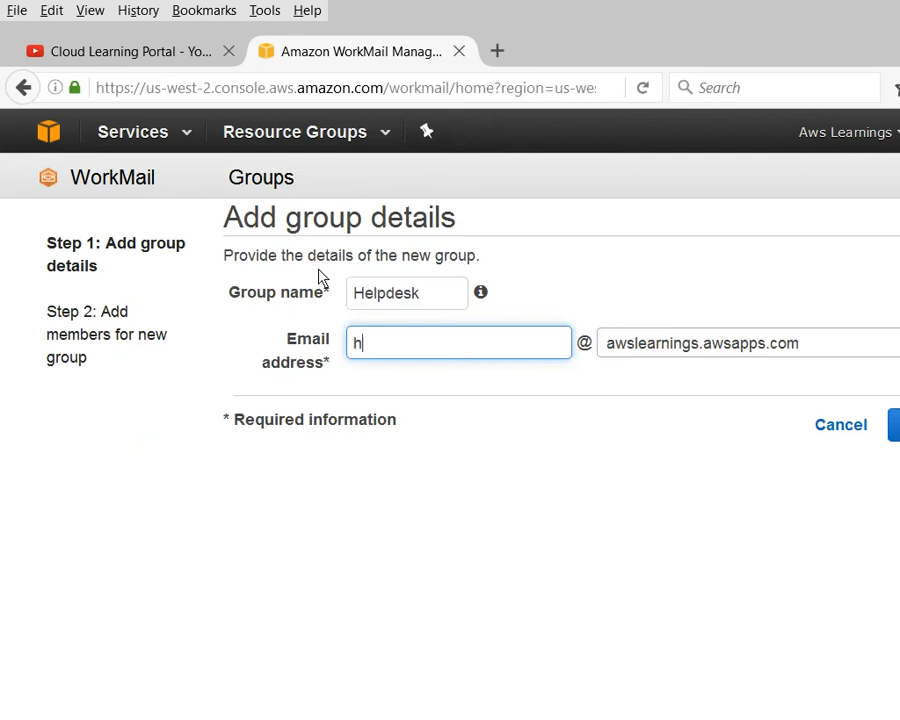 File Edit View History Bookmarks Tools Help
Cloud Learning Portal - Yo... Amazon WorkMail Manag...
https://us-west-2.console.aws.amazon.com/workmail/home?region=us-we: Search
Services Resource Groups Aws Learnings
WorkMail Groups
Add group details
Step 1: Add group
details
Provide the details of the new group.
Group name* Helpdesk
Step 2: Add
members for new
group
Email
address* h @ awslearnings.awsapps.com
* Required information
Cancel